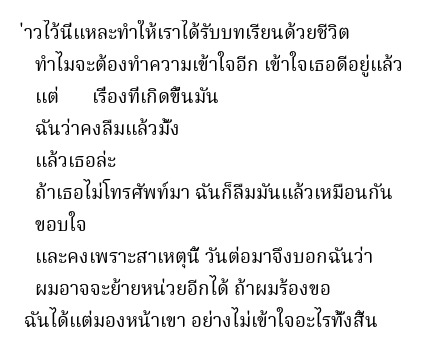 ่าวไว้นี่แหละทำให้เราได้รับบทเรียนด้วยชีวิต
ทำไมจะต้องทำความเข้าใจอีก เข้าใจเธอดีอยู่แล้ว
แต่ เรื่องที่เกิดขึ้นมัน
ฉันว่าคงลืมแล้วมั้ง
แล้วเธอล่ะ
ถ้าเธอไม่โทรศัพท์มา ฉันก็ลืมมันแล้วเหมือนกัน
ขอบใจ
และคงเพราะสาเหตุนี้ วันต่อมาจึงบอกฉันว่า
ผมอาจจะย้ายหน่วยอีกได้ ถ้าผมร้องขอ
ฉันได้แต่มองหน้าเขา อย่างไม่เข้าใจอะไรทั้งสิ้น